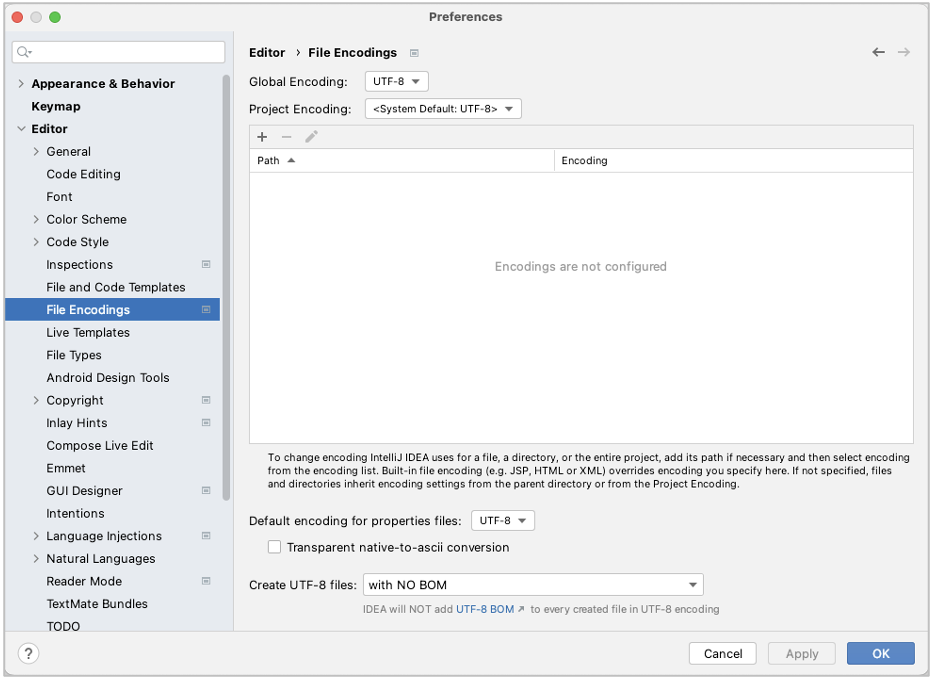 Preferences
Appearance & Behavior
Keymap
Editor
General
Code Editing
Font
Color Scheme
Code Style
Inspections
File and Code Templates
File Encodings
Live Templates
File Types
Android Design Tools
Copyright
Inlay Hints
Compose Live Edit
Emmet
GUI Designer
Intentions
Language Injections
Natural Languages
Reader Mode
TextMate Bundles
TODO
Editor › File Encodings
Global Encoding: UTF-8
Project Encoding: <System Default: UTF-8>
Path Encoding
Encodings are not configured
To change encoding IntelliJ IDEA uses for a file, a directory, or the entire project, add its path if necessary and then select encoding
from the encoding list. Built-in file encoding (e.g. JSP, HTML or XML) overrides encoding you specify here. If not specified, files
and directories inherit encoding settings from the parent directory or from the Project Encoding.
Default encoding for properties files: UTF-8
Transparent native-to-ascii conversion
Create UTF-8 files: with NO BOM
IDEA will NOT add UTF-8 BOM ↗ to every created file in UTF-8 encoding
? Cancel Apply OK